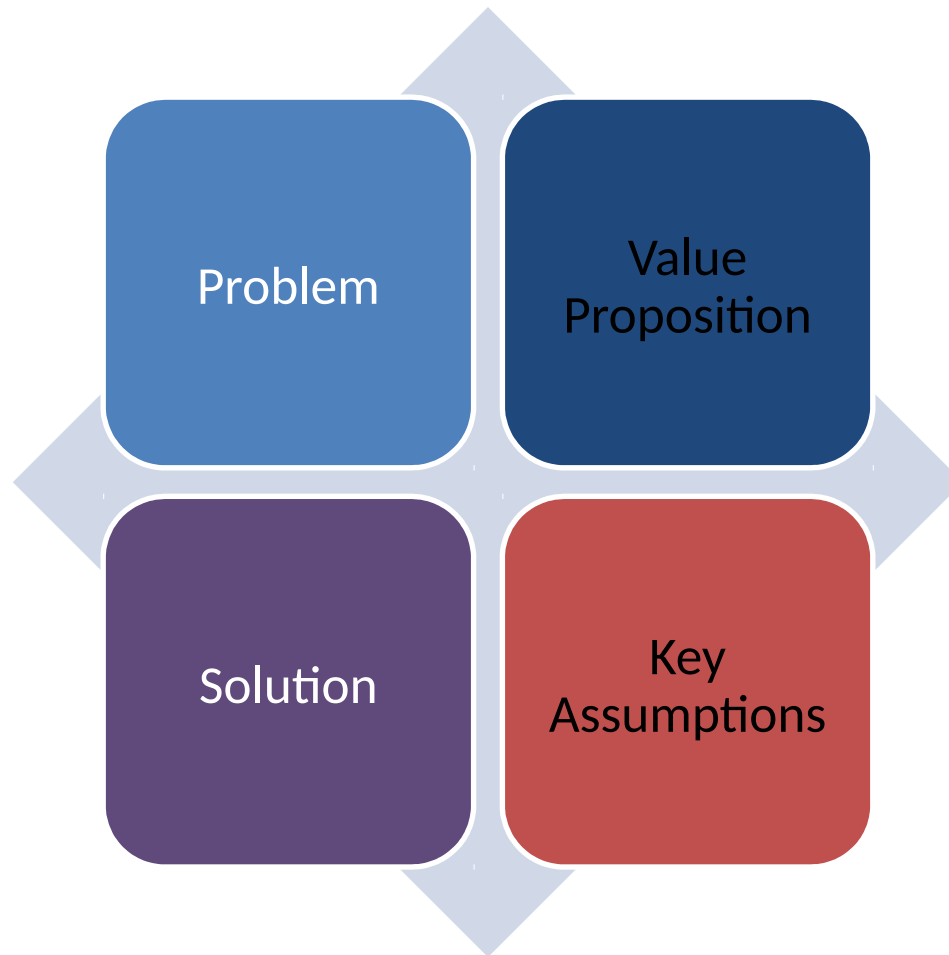 Problem
Value
Proposition
Solution
Key
Assumptions